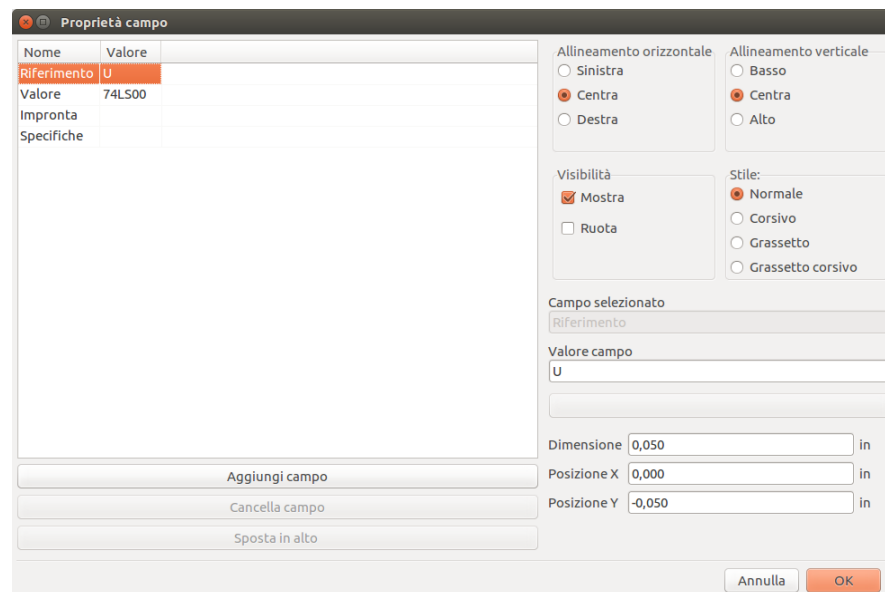 Proprietà campo
Nome Valore
Riferimento U
Valore 74LS00
Impronta
Specifiche
Aggiungi campo
Cancella campo
Sposta in alto
Allineamento orizzontale
Sinistra
Centra
Destra
Allineamento verticale
Basso
Centra
Alto
Visibilità
Mostra
Ruota
Stile:
Normale
Corsivo
Grassetto
Grassetto corsivo
Campo selezionato
Riferimento
Valore campo
U
Dimensione 0,050 in
Posizione X 0,000 in
Posizione Y -0,050 in
Annulla OK